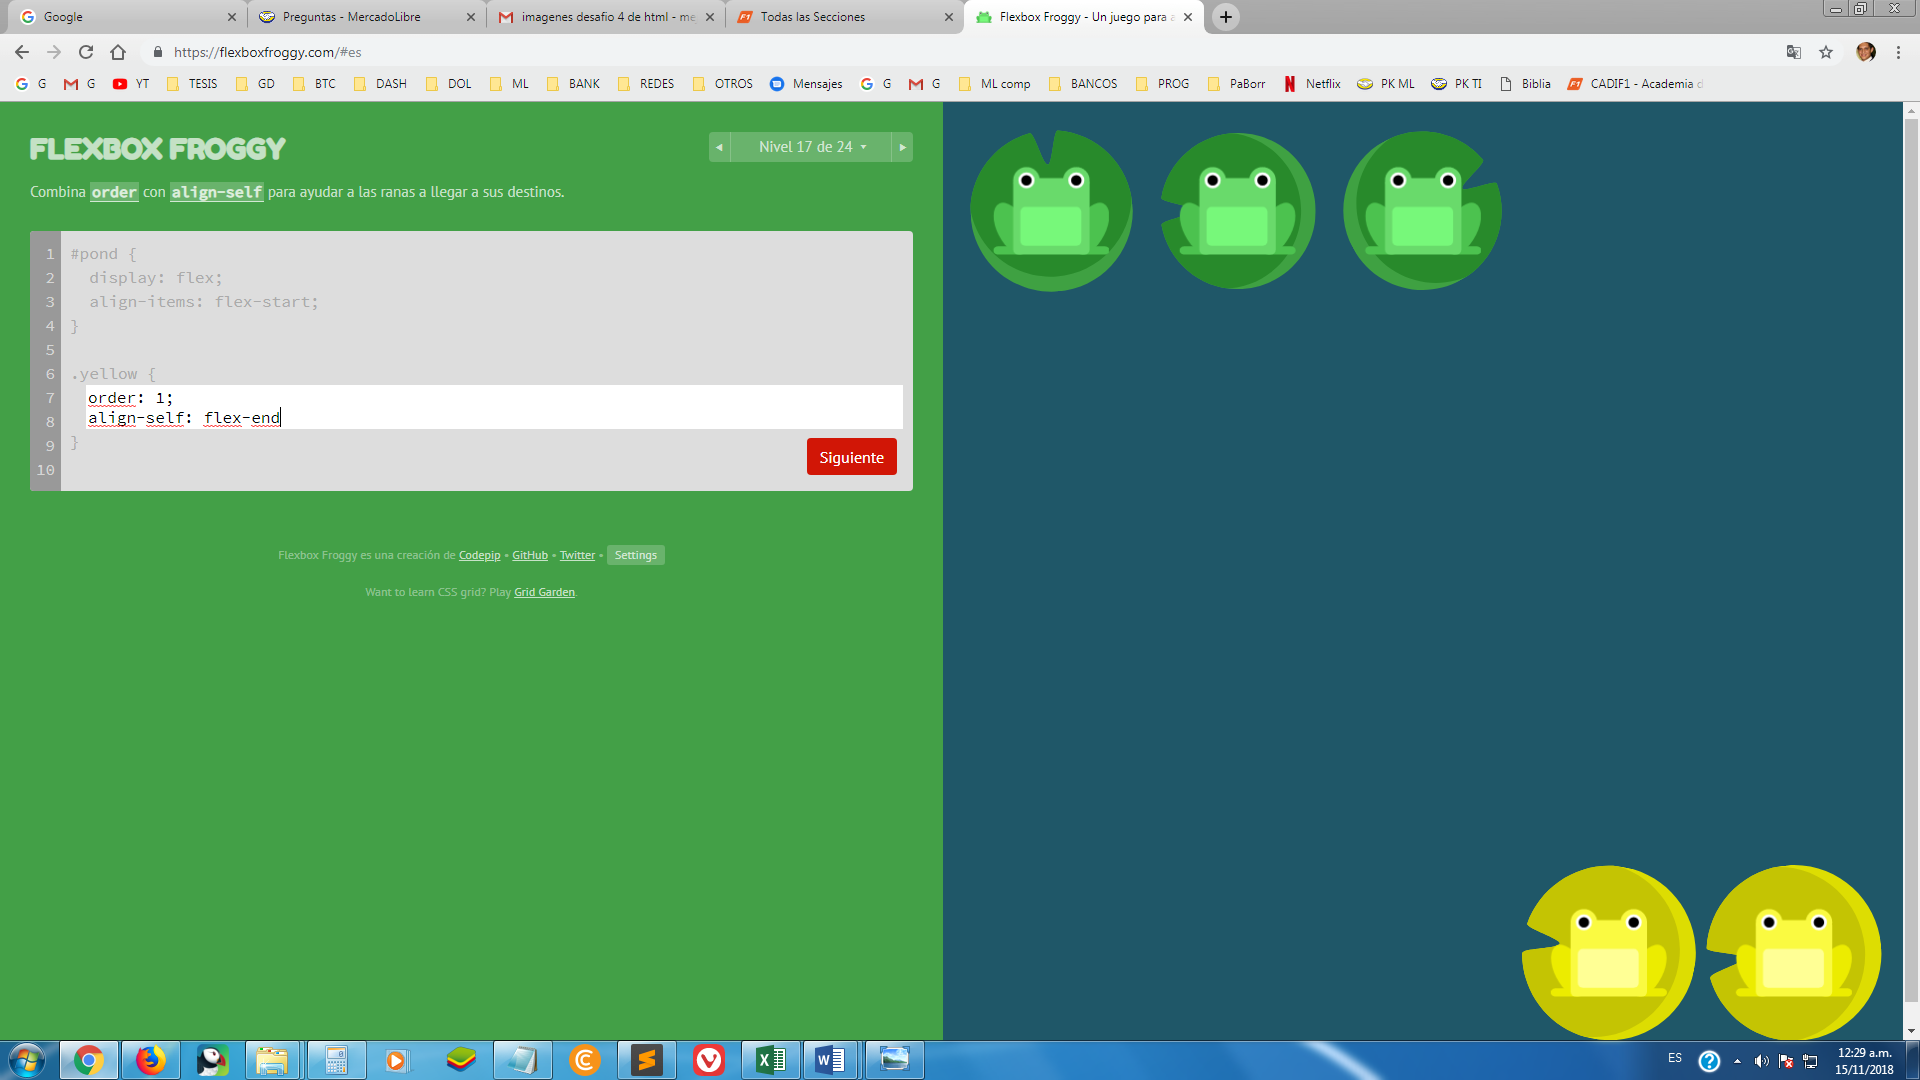 Google
Preguntas - MercadoLibre
imagenes desafio 4 de html - me
Todas las Secciones
Flexbox Froggy - Un juego para a
https://flexboxfroggy.com/#es
G
G
YT
TESIS
GD
BTC
DASH
DOL
ML
BANK
REDES
OTROS
Mensajes
G
G
ML comp
BANCOS
PROG
PaBorr
Netflix
PK ML
PK TI
Biblia
CADIF1 - Academia d
FLEXBOX FROGGY
Nivel 17 de 24
Combina order con align-self para ayudar a las ranas a llegar a sus destinos.
1 #pond {
2 display: flex;
3 align-items: flex-start;
4 }
5
6 .yellow {
7 order: 1;
8 align-self: flex-end
9 }
10
Siguiente
Flexbox Froggy es una creación de Codepip • GitHub • Twitter • Settings
Want to learn CSS grid? Play Grid Garden.
ES
12:29 a.m.
15/11/2018